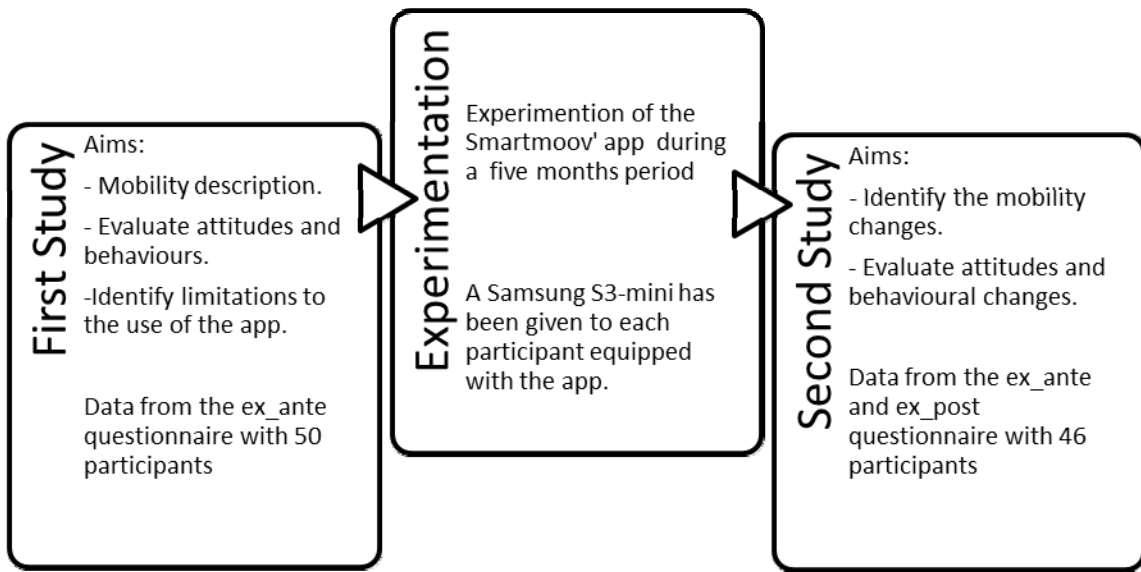 First Study
Aims:
- Mobility description.
- Evaluate attitudes and
behaviours.
-Identify limitations to
the use of the app.
Data from the ex_ante
questionnaire with 50
participants
Experimentation
Experimention of the
Smartmoov' app during
a five months period
A Samsung S3-mini has
been given to each
participant equipped
with the app.
Second Study
Aims:
- Identify the mobility
changes.
- Evaluate attitudes and
behavioural changes.
Data from the ex_ante
and ex_post
questionnaire with 46
participants